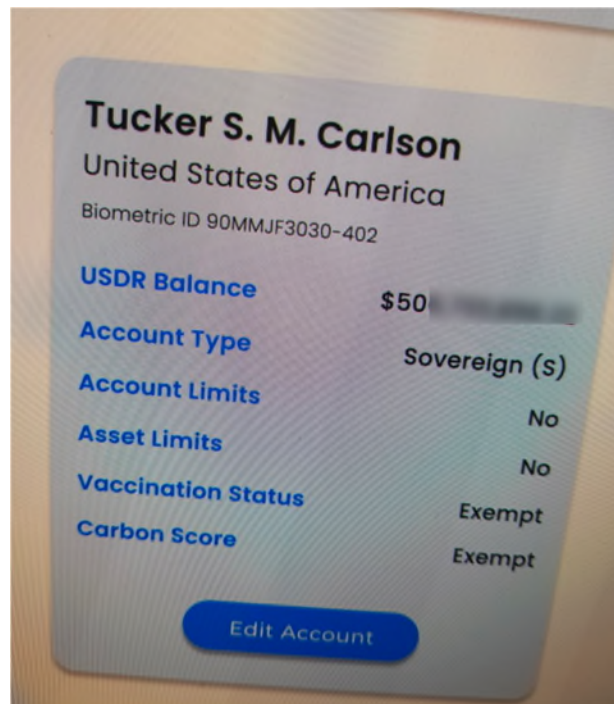 Tucker S. M. Carlson
United States of America
Biometric ID 90MMJF3030-402
USDR Balance $50
Account Type Sovereign (S)
Account Limits No
Asset Limits No
Vaccination Status Exempt
Carbon Score Exempt
Edit Account